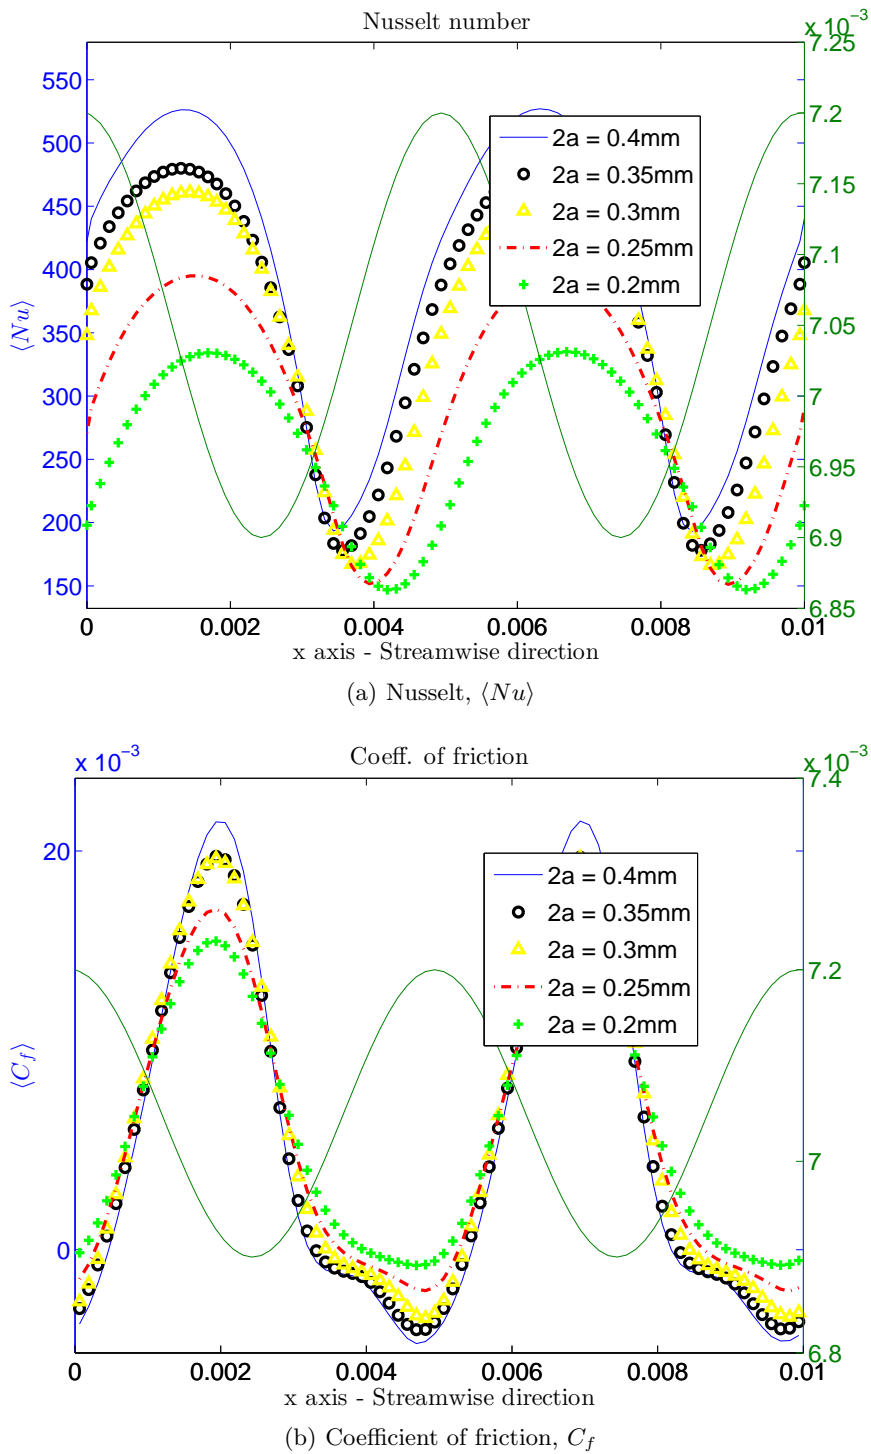 Nusselt number
x 10⁻³
7.25
7.2
7.15
7.1
7.05
7
6.95
6.9
6.85
550
500
450
400
350
300
250
200
150
⟨Nu⟩
2a = 0.4mm
2a = 0.35mm
2a = 0.3mm
2a = 0.25mm
2a = 0.2mm
0 0.002 0.004 0.006 0.008 0.01
x axis - Streamwise direction
(a) Nusselt, ⟨Nu⟩
Coeff. of friction
x 10⁻³
x 10⁻³
20
0
⟨C_f⟩
7.4
7.2
7
6.8
2a = 0.4mm
2a = 0.35mm
2a = 0.3mm
2a = 0.25mm
2a = 0.2mm
0 0.002 0.004 0.006 0.008 0.01
x axis - Streamwise direction
(b) Coefficient of friction, C_f